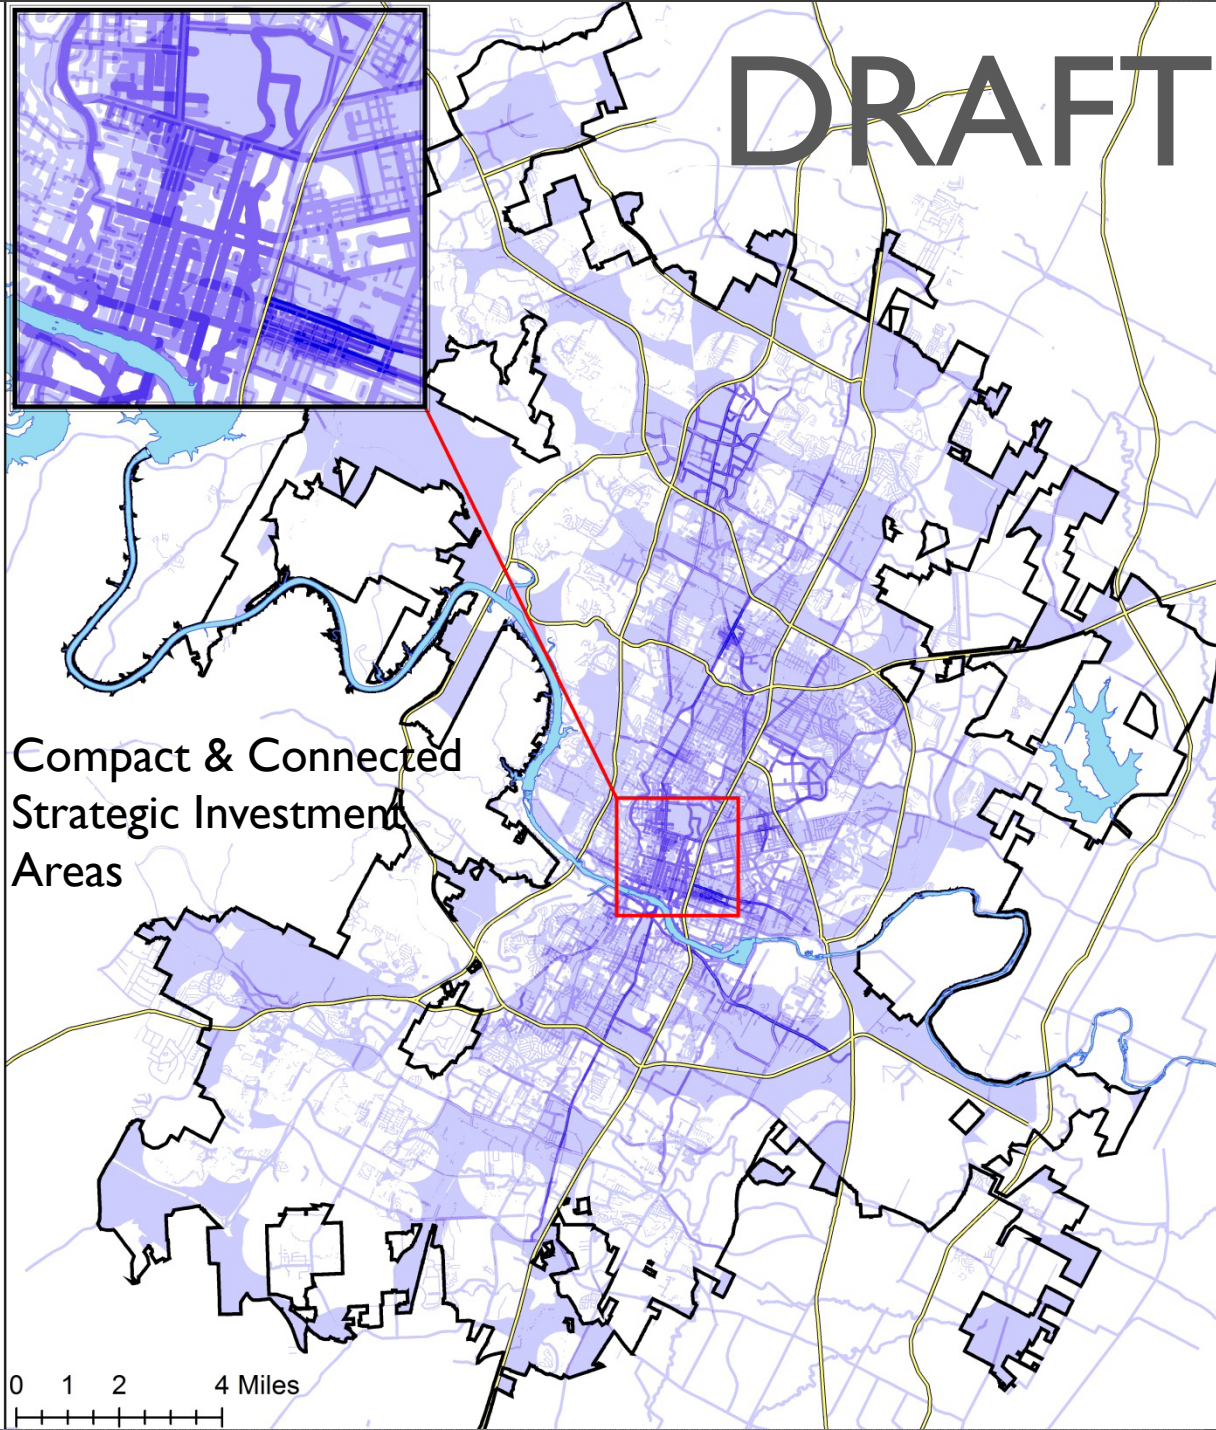 DRAFT
Compact & Connected
Strategic Investment
Areas
0 1 2 4 Miles